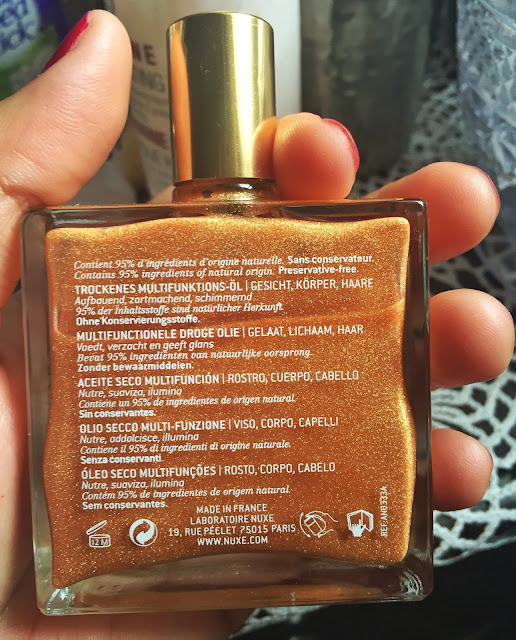 Contient 95% d'ingrédients d'origine naturelle. Sans conservateur.
Contains 95% ingredients of natural origin. Preservative-free.
TROCKENES MULTIFUNKTIONS-ÖL | GESICHT, KÖRPER, HAARE
Aufbauend, zartmachend, schimmernd
95% der Inhaltsstoffe sind natürlicher Herkunft.
Ohne Konservierungsstoffe.
MULTIFUNCTIONELE DROGE OLIE | GELAAT, LICHAAM, HAAR
Voedt, verzacht en geeft glans
Bevat 95% ingrediënten van natuurlijke oorsprong.
Zonder bewaarmiddelen.
ACEITE SECO MULTIFUNCIÓN | ROSTRO, CUERPO, CABELLO
Nutre, suaviza, ilumina
Contiene un 95% de ingredientes de origen natural.
Sin conservantes.
OLIO SECCO MULTI-FUNZIONE | VISO, CORPO, CAPELLI
Nutre, addolcisce, illumina
Contiene il 95% di ingredienti di origine naturale.
Senza conservanti.
ÓLEO SECO MULTIFUNÇÕES | ROSTO, CORPO, CABELO
Nutre, suaviza, ilumina
Contém 95% de ingredientes de origem natural.
Sem conservantes.
MADE IN FRANCE
LABORATOIRE NUXE
19, RUE PÉCLET 75015 PARIS
WWW.NUXE.COM
12 M
REF:AN0333A